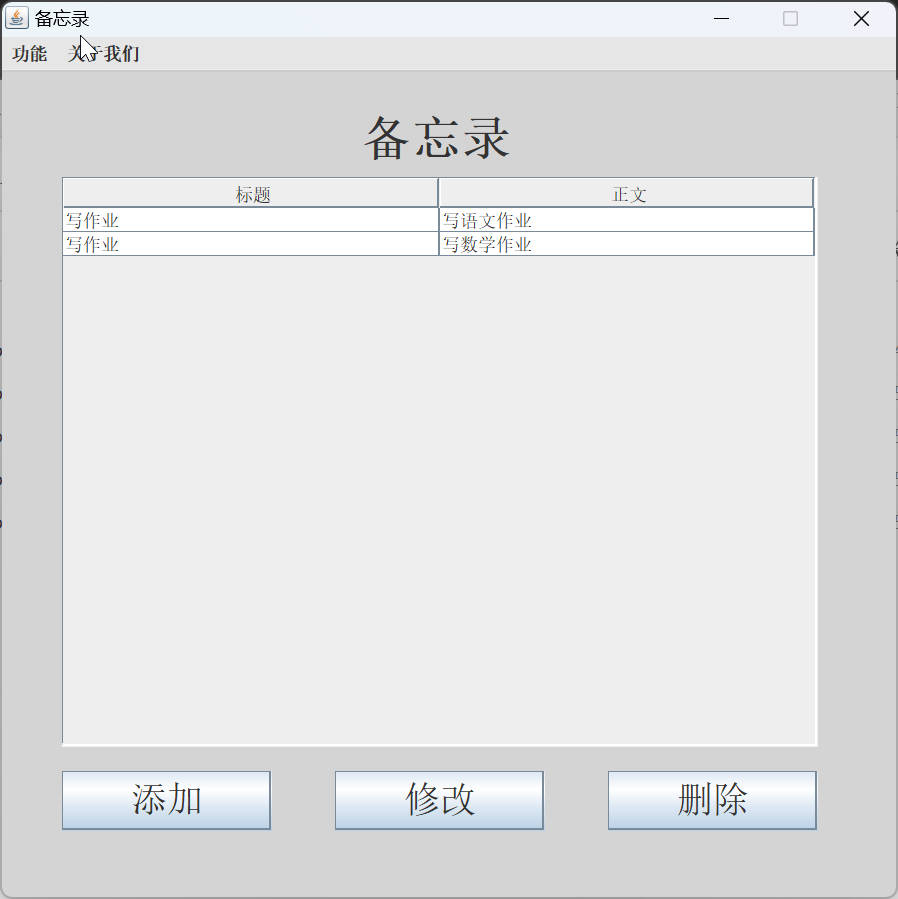 备忘录
功能 关于我们
备忘录
标题 正文
写作业 写语文作业
写作业 写数学作业
添加 修改 删除